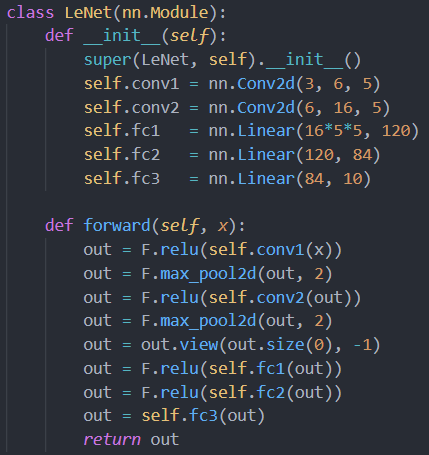 class LeNet(nn.Module):
    def __init__(self):
        super(LeNet, self).__init__()
        self.conv1 = nn.Conv2d(3, 6, 5)
        self.conv2 = nn.Conv2d(6, 16, 5)
        self.fc1   = nn.Linear(16*5*5, 120)
        self.fc2   = nn.Linear(120, 84)
        self.fc3   = nn.Linear(84, 10)

    def forward(self, x):
        out = F.relu(self.conv1(x))
        out = F.max_pool2d(out, 2)
        out = F.relu(self.conv2(out))
        out = F.max_pool2d(out, 2)
        out = out.view(out.size(0), -1)
        out = F.relu(self.fc1(out))
        out = F.relu(self.fc2(out))
        out = self.fc3(out)
        return out